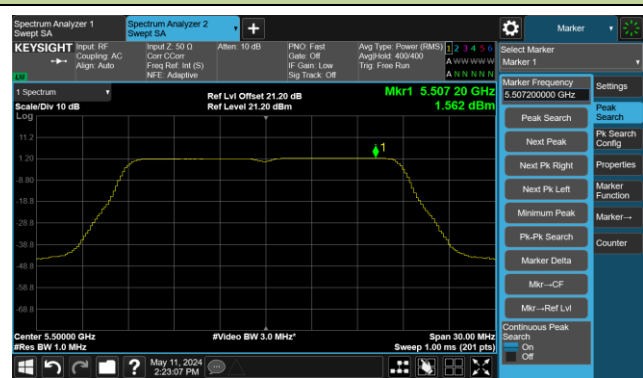 Spectrum Analyzer 1
Swept SA
Spectrum Analyzer 2
Swept SA
Marker
KEYSIGHT
Input: RF
Coupling: AC
Align: Auto
Input Z: 50 Ω
Corr CCorr
Freq Ref: Int (S)
NFE: Adaptive
Atten: 10 dB
PNO: Fast
Gate: Off
IF Gain: Low
Sig Track: Off
Avg Type: Power (RMS)
Avg|Hold: 400/400
Trig: Free Run
1 2 3 4 5 6
A W W W W W
A N N N N N
LVI
Select Marker
Marker 1
1 Spectrum
Scale/Div 10 dB
Log
Ref Lvl Offset 21.20 dB
Ref Level 21.20 dBm
Mkr1 5.507 20 GHz
1.562 dBm
11.2
1.20
-8.80
-18.8
-28.8
-38.8
-48.8
-58.8
-68.8
1
Center 5.50000 GHz
#Res BW 1.0 MHz
#Video BW 3.0 MHz*
Span 30.00 MHz
Sweep 1.00 ms (201 pts)
Marker Frequency
5.507200000 GHz
Peak Search
Next Peak
Next Pk Right
Next Pk Left
Minimum Peak
Pk-Pk Search
Marker Delta
Mkr→CF
Mkr→Ref Lvl
Continuous Peak
Search
On
Off
Settings
Peak
Search
Pk Search
Config
Properties
Marker
Function
Marker→
Counter
May 11, 2024
2:23:07 PM